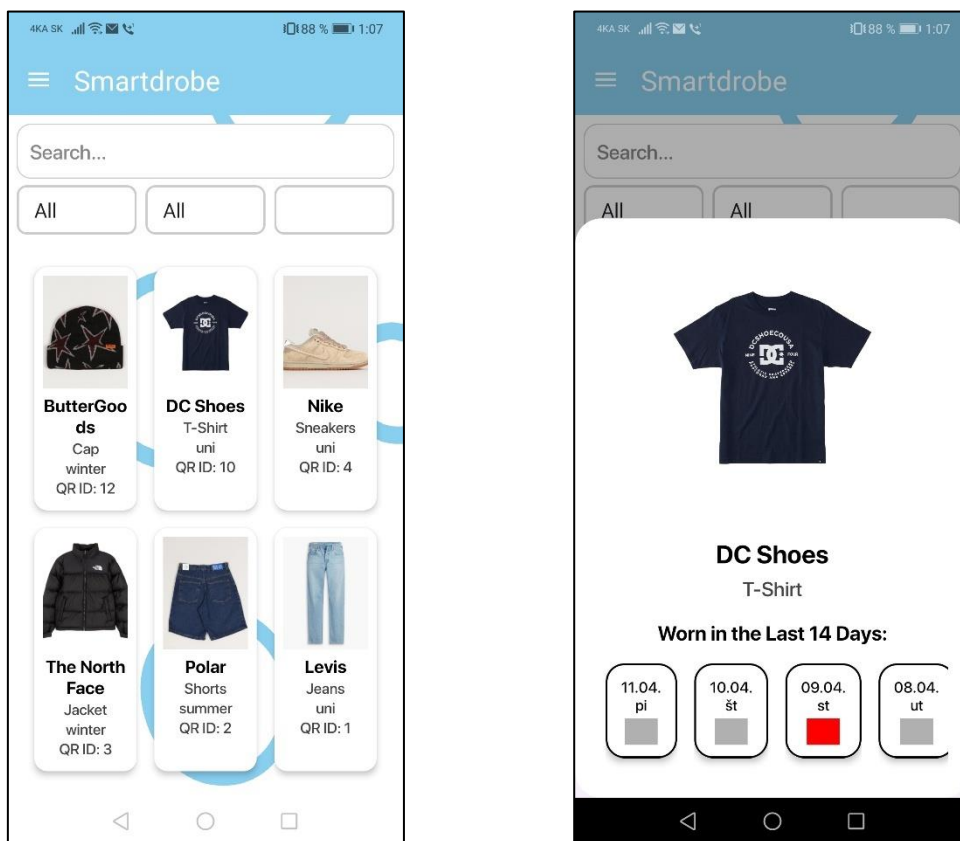 4KA SK 88 % 1:07
Smartdrobe
Search...
All All
ButterGoo
ds
Cap
winter
QR ID: 12
DC Shoes
T-Shirt
uni
QR ID: 10
Nike
Sneakers
uni
QR ID: 4
The North
Face
Jacket
winter
QR ID: 3
Polar
Shorts
summer
QR ID: 2
Levis
Jeans
uni
QR ID: 1
4KA SK 88 % 1:07
Smartdrobe
Search...
All All
DCSHOECOUSA
DC
DC Shoes
T-Shirt
Worn in the Last 14 Days:
11.04.
pi
10.04.
št
09.04.
st
08.04.
ut